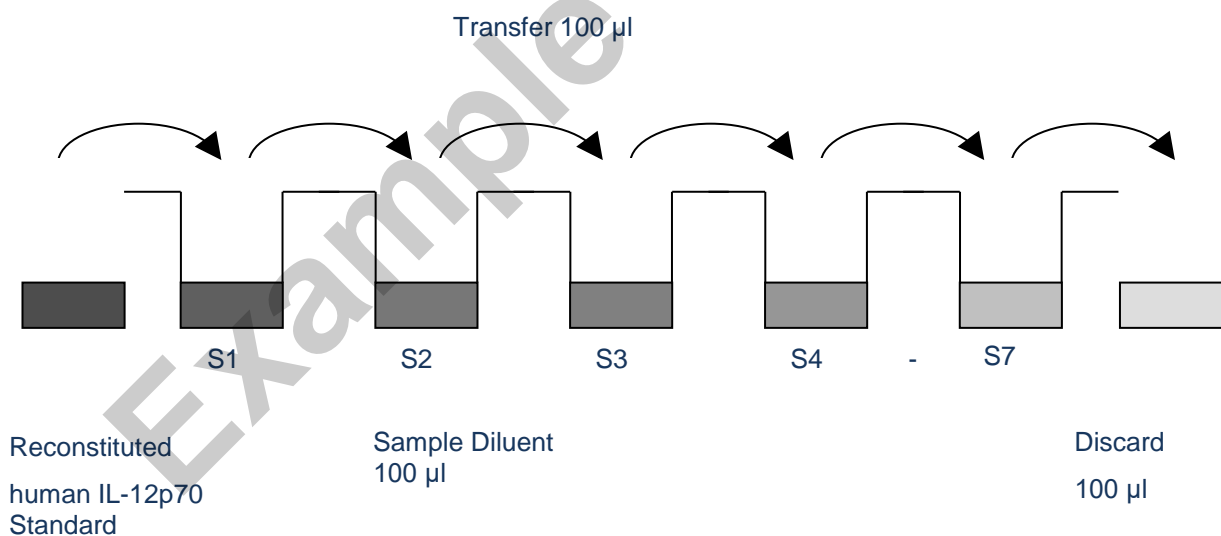 Transfer 100 µl
Example
S1 S2 S3 S4 - S7
Reconstituted
human IL-12p70
Standard
Sample Diluent
100 µl
Discard
100 µl